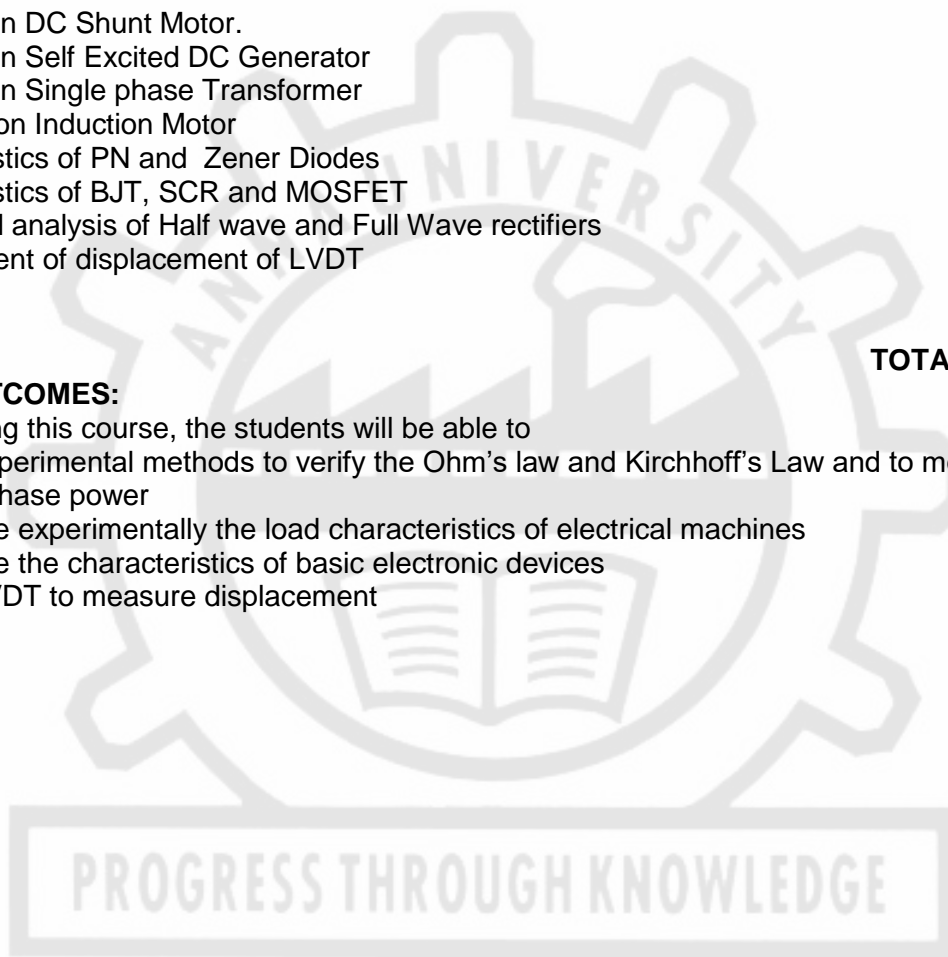 n DC Shunt Motor.
n Self Excited DC Generator
n Single phase Transformer
on Induction Motor
stics of PN and  Zener Diodes
stics of BJT, SCR and MOSFET
l analysis of Half wave and Full Wave rectifiers
ent of displacement of LVDT
TOTA
TCOMES:
ng this course, the students will be able to
perimental methods to verify the Ohm’s law and Kirchhoff’s Law and to me
hase power
e experimentally the load characteristics of electrical machines
e the characteristics of basic electronic devices
VDT to measure displacement
ANNA UNIVERSITY
PROGRESS THROUGH KNOWLEDGE